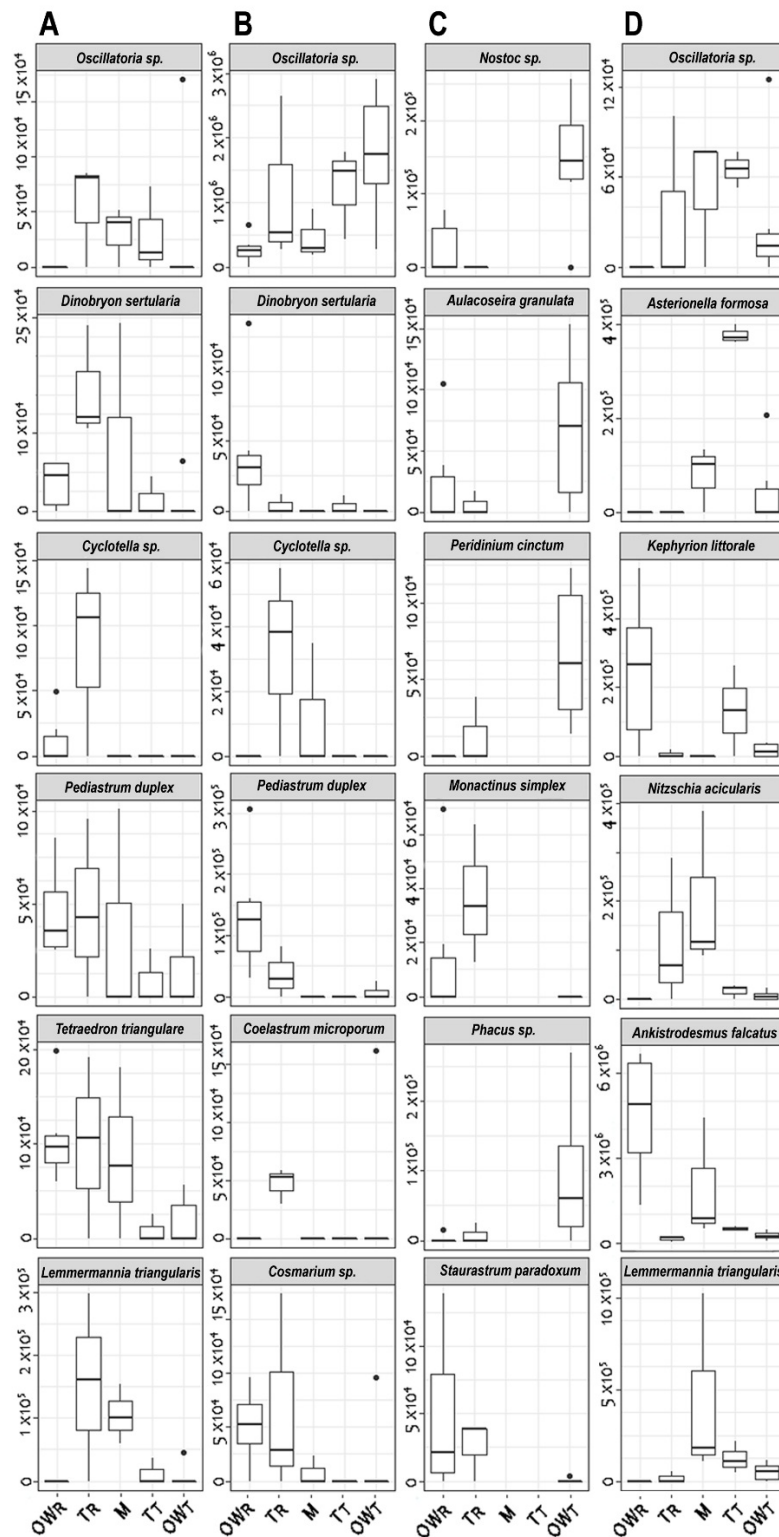 A B C D
Oscillatoria sp. Oscillatoria sp. Nostoc sp. Oscillatoria sp.
15 x10⁴
10 x10⁴
5 x10⁴
0
3 x10⁶
2 x10⁶
1 x10⁶
0
2 x10⁵
1 x10⁵
0
12 x10⁴
6 x10⁴
0
Dinobryon sertularia Dinobryon sertularia Aulacoseira granulata Asterionella formosa
25 x10⁴
10 x10⁴
0
10 x10⁴
5 x10⁴
0
15 x10⁴
10 x10⁴
5 x10⁴
0
4 x10⁵
2 x10⁵
0
Cyclotella sp. Cyclotella sp. Peridinium cinctum Kephyrion littorale
15 x10⁴
10 x10⁴
5 x10⁴
0
6 x10⁴
4 x10⁴
2 x10⁴
0
10 x10⁴
5 x10⁴
0
4 x10⁵
2 x10⁵
0
Pediastrum duplex Pediastrum duplex Monactinus simplex Nitzschia acicularis
10 x10⁴
5 x10⁴
0
3 x10⁵
2 x10⁵
1 x10⁵
0
6 x10⁴
4 x10⁴
2 x10⁴
0
4 x10⁵
2 x10⁵
0
Tetraedron triangulare Coelastrum microporum Phacus sp. Ankistrodesmus falcatus
20 x10⁴
10 x10⁴
0
15 x10⁴
10 x10⁴
5 x10⁴
0
2 x10⁵
1 x10⁵
0
6 x10⁶
3 x10⁶
0
Lemmermannia triangularis Cosmarium sp. Staurastrum paradoxum Lemmermannia triangularis
3 x10⁵
2 x10⁵
1 x10⁵
0
15 x10⁴
10 x10⁴
5 x10⁴
0
10 x10⁴
5 x10⁴
0
10 x10⁵
5 x10⁵
0
OWR TR M TT OWT OWR TR M TT OWT OWR TR M TT OWT OWR TR M TT OWT